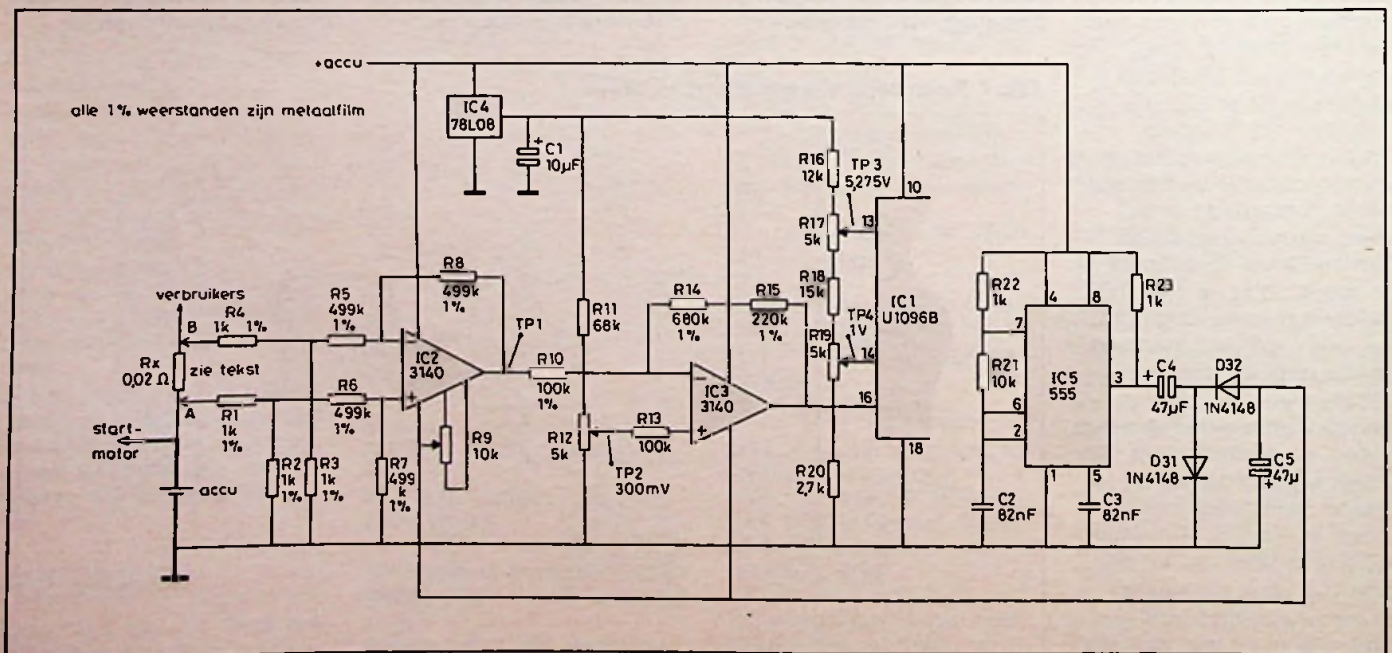 +accu
alle 1% weerstanden zijn metaalfilm
IC4
78L08
C1
10µF
R16
12k
TP3
5,275V
10
13
R17
5k
R18
15k
TP4
1V
R19
5k
14
IC1
U1096B
16
18
R20
2,7k
verbruikers
B
R4
1k 1%
Rx
0,02 Ω
zie tekst
A
R1
1k
1%
start-
motor
accu
R2
1k
1%
R3
1k
1%
R5
499k
1%
R6
499k
1%
R7
499
k
1%
R8
499k
1%
IC2
3140
R9
10k
TP1
R10
100k
1%
R11
68k
R12
5k
TP2
300mV
R13
100k
R14
680k
1%
R15
220k
1%
IC3
3140
R22
1k
R21
10k
C2
82nF
7
6
2
4
8
IC5
555
3
1
5
C3
82nF
R23
1k
C4
47µF
D32
1N4148
D31
1N4148
C5
47µ